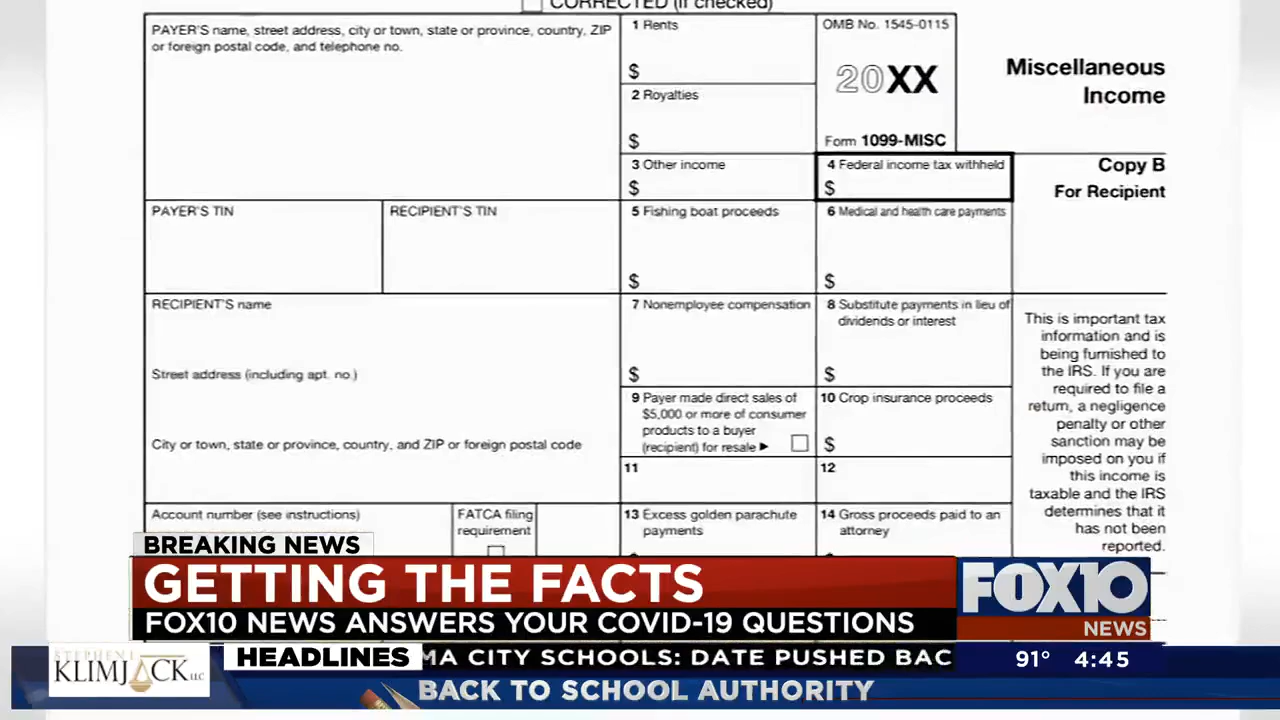 CORRECTED (if checked)
PAYER'S name, street address, city or town, state or province, country, ZIP
or foreign postal code, and telephone no.
1 Rents
$
OMB No. 1545-0115
20XX
Form 1099-MISC
Miscellaneous
Income
2 Royalties
$
3 Other income
$
4 Federal income tax withheld
$
Copy B
For Recipient
PAYER'S TIN
RECIPIENT'S TIN
5 Fishing boat proceeds
$
6 Medical and health care payments
$
RECIPIENT'S name
7 Nonemployee compensation
$
8 Substitute payments in lieu of
dividends or interest
$
This is important tax
information and is
being furnished to
the IRS. If you are
required to file a
return, a negligence
penalty or other
sanction may be
imposed on you if
this income is
taxable and the IRS
determines that it
has not been
reported.
Street address (including apt. no.)
9 Payer made direct sales of
$5,000 or more of consumer
products to a buyer
(recipient) for resale ►
10 Crop insurance proceeds
$
City or town, state or province, country, and ZIP or foreign postal code
11
12
Account number (see instructions)
FATCA filing
requirement
13 Excess golden parachute
payments
14 Gross proceeds paid to an
attorney
BREAKING NEWS
GETTING THE FACTS
FOX10 NEWS ANSWERS YOUR COVID-19 QUESTIONS
FOX10
NEWS
STEPHEN L
KLIMJACK LLC
HEADLINES
MA CITY SCHOOLS: DATE PUSHED BAC
91° 4:45
BACK TO SCHOOL AUTHORITY